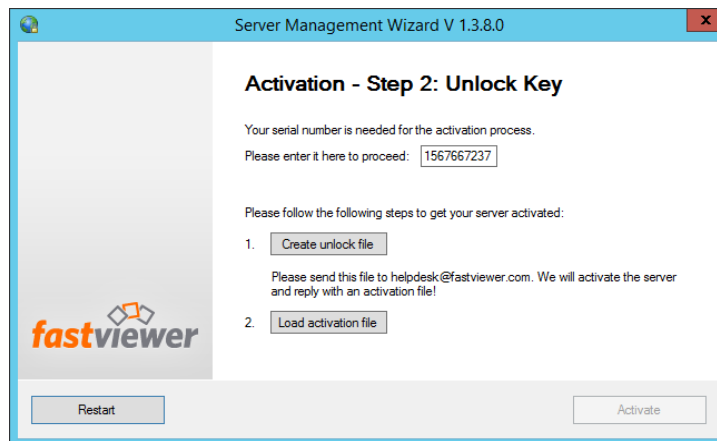 Server Management Wizard V 1.3.8.0
x
Activation - Step 2: Unlock Key
Your serial number is needed for the activation process.
Please enter it here to proceed: 1567667237
Please follow the following steps to get your server activated:
1. Create unlock file
Please send this file to helpdesk@fastviewer.com. We will activate the server
and reply with an activation file!
2. Load activation file
fastviewer
Restart
Activate